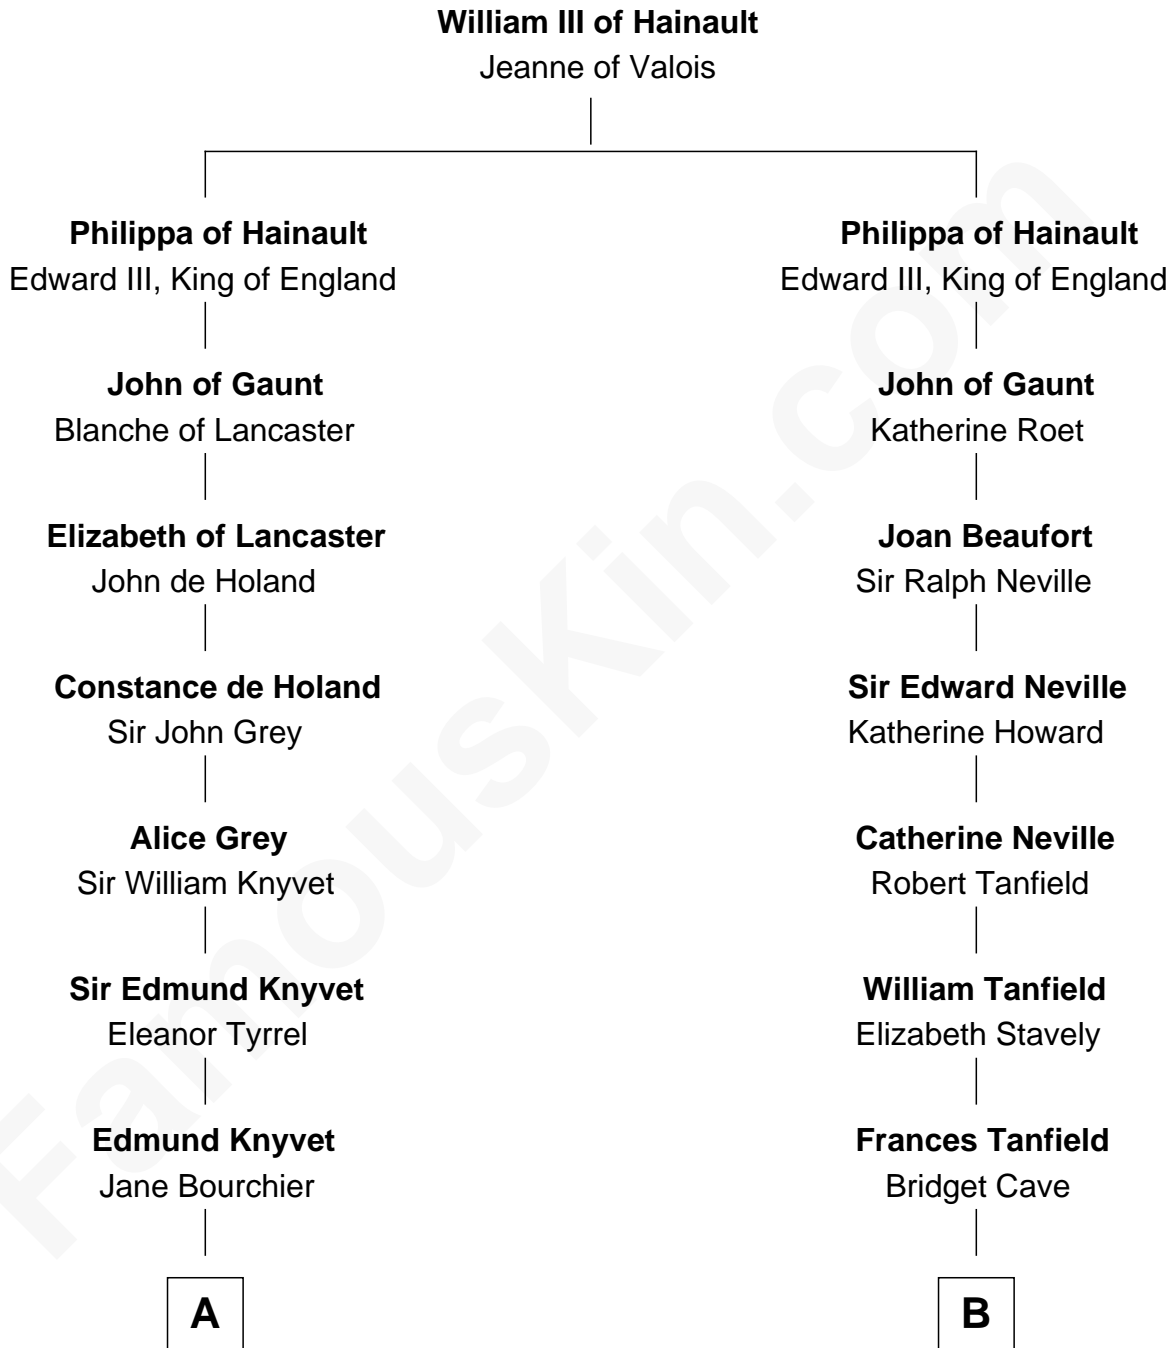 William III of Hainault
Jeanne of Valois
Philippa of Hainault
Edward III, King of England
John of Gaunt
Blanche of Lancaster
Elizabeth of Lancaster
John de Holand
Constance de Holand
Sir John Grey
Alice Grey
Sir William Knyvet
Sir Edmund Knyvet
Eleanor Tyrrel
Edmund Knyvet
Jane Bourchier
A
Philippa of Hainault
Edward III, King of England
John of Gaunt
Katherine Roet
Joan Beaufort
Sir Ralph Neville
Sir Edward Neville
Katherine Howard
Catherine Neville
Robert Tanfield
William Tanfield
Elizabeth Stavely
Frances Tanfield
Bridget Cave
B
FamousKin.com